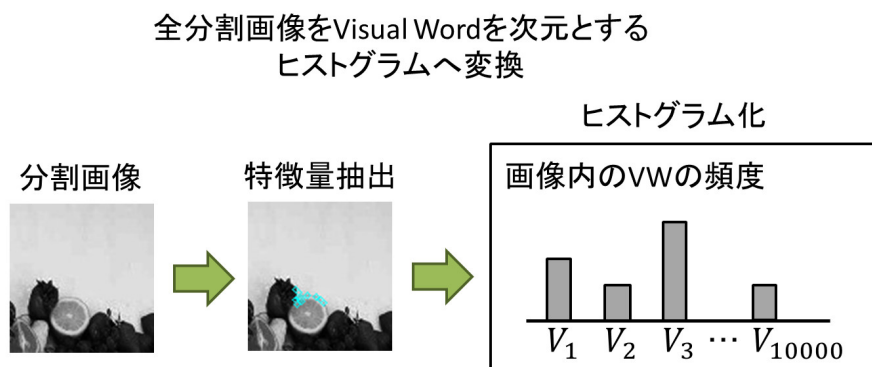 全分割画像をVisual Wordを次元とする
ヒストグラムへ変換
ヒストグラム化
分割画像
特徴量抽出
画像内のVWの頻度
V₁ V₂ V₃ ⋯ V₁₀₀₀₀